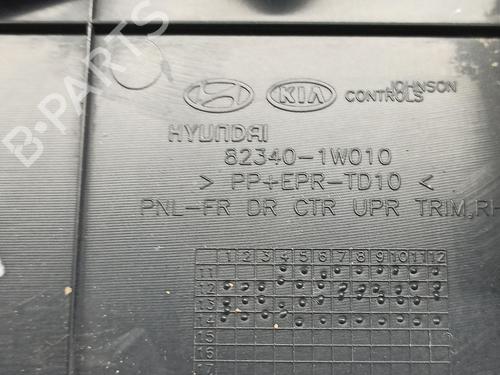 KIA
JOHNSON
CONTROLS
HYUNDAI
82340-1W010
> PP+EPR-TD10 <
PNL-FR DR CTR UPR TRIM,RH
1 2 3 4 5 6 7 8 9 10 11 12
11
12
13
14
15
16
17
B-PARTS